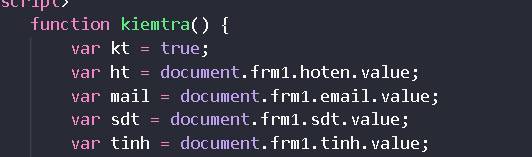 script>
function kiemtra() {
var kt = true;
var ht = document.frm1.hoten.value;
var mail = document.frm1.email.value;
var sdt = document.frm1.sdt.value;
var tinh = document.frm1.tinh.value;